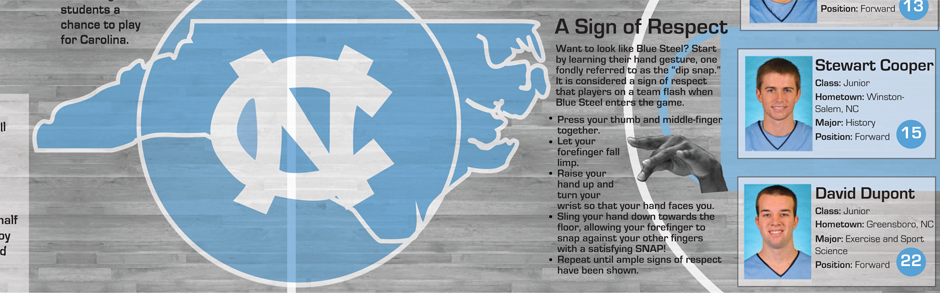 students a
chance to play
for Carolina.
half
NC
A Sign of Respect
Want to look like Blue Steel? Start
by learning their hand gesture, one
fondly referred to as the “dip snap.”
It is considered a sign of respect
that players on a team flash when
Blue Steel enters the game.
• Press your thumb and middle-finger
together.
• Let your
forefinger fall
limp.
• Raise your
hand up and
turn your
wrist so that your hand faces you.
• Sling your hand down towards the
floor, allowing your forefinger to
snap against your other fingers
with a satisfying SNAP!
• Repeat until ample signs of respect
have been shown.
Position: Forward
13
Stewart Cooper
Class: Junior
Hometown: Winston-
Salem, NC
Major: History
Position: Forward
15
David Dupont
Class: Junior
Hometown: Greensboro, NC
Major: Exercise and Sport
Science
Position: Forward
22